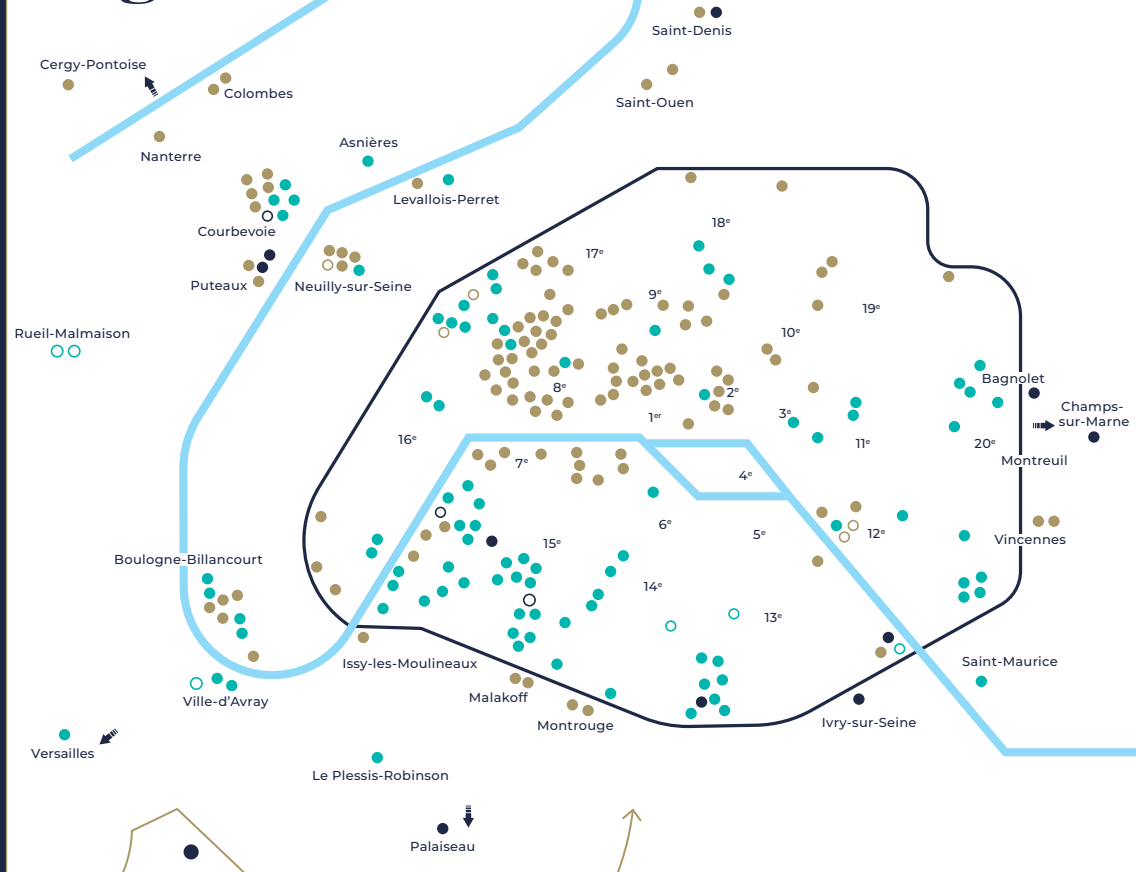 Saint-Denis
Cergy-Pontoise
Colombes
Saint-Ouen
Nanterre
Asnières
Levallois-Perret
Courbevoie
18e
17e
Puteaux
Neuilly-sur-Seine
9e
19e
Rueil-Malmaison
10e
Bagnolet
8e
2e
Champs-
sur-Marne
1er
3e
16e
11e
20e
7e
Montreuil
4e
6e
5e
12e
15e
Vincennes
Boulogne-Billancourt
14e
13e
Issy-les-Moulineaux
Saint-Maurice
Malakoff
Ville-d'Avray
Montrouge
Ivry-sur-Seine
Versailles
Le Plessis-Robinson
Palaiseau